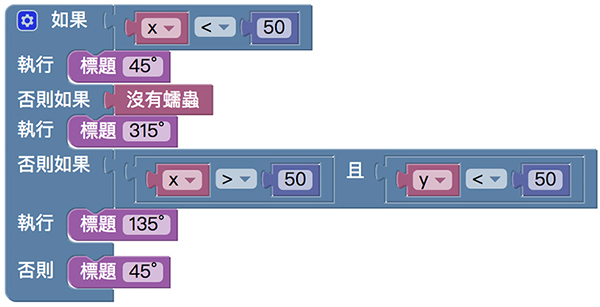 如果 x < 50
執行 標題 45°
否則如果 沒有蠕蟲
執行 標題 315°
否則如果 x > 50 且 y < 50
執行 標題 135°
否則 標題 45°